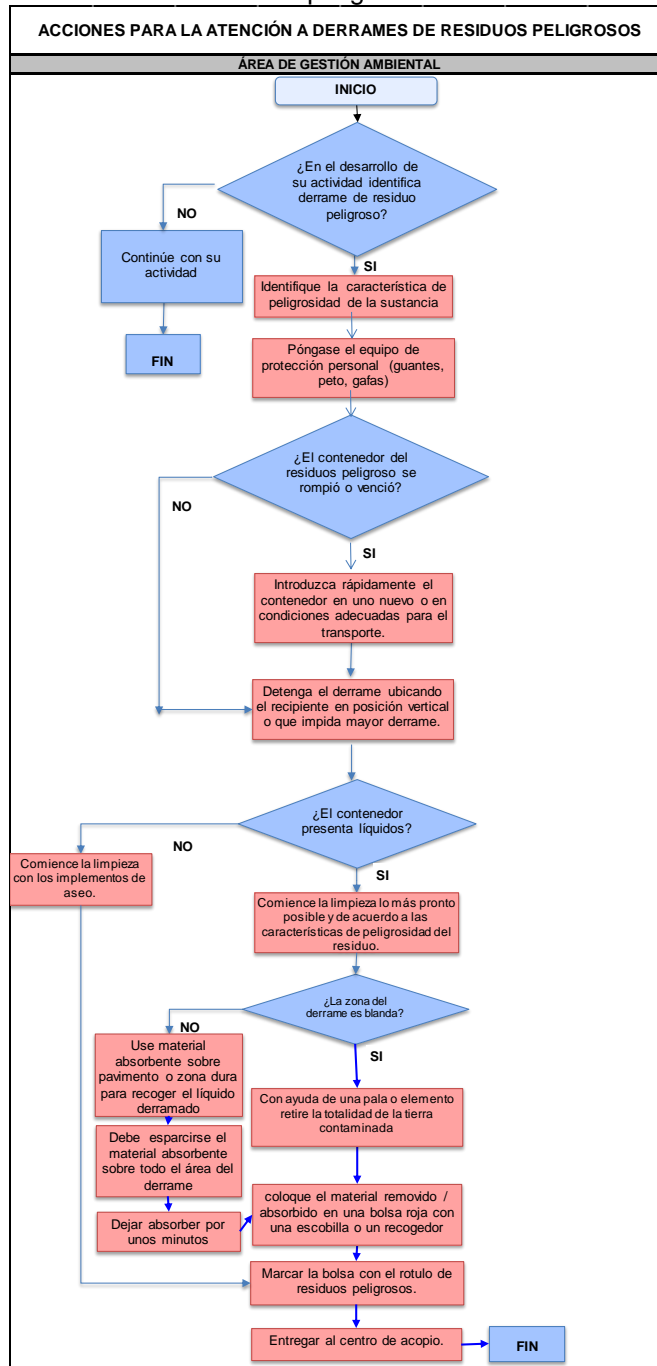 ACCIONES PARA LA ATENCIÓN A DERRAMES DE RESIDUOS PELIGROSOS
ÁREA DE GESTIÓN AMBIENTAL
INICIO
¿En el desarrollo de
su actividad identifica
derrame de residuo
peligroso?
NO
Continúe con su
actividad
FIN
SI
Identifique la característica de
peligrosidad de la sustancia
Póngase el equipo de
protección personal (guantes,
peto, gafas)
¿El contenedor del
residuos peligroso se
rompió o venció?
NO
SI
Introduzca rápidamente el
contenedor en uno nuevo o en
condiciones adecuadas para el
transporte.
Detenga el derrame ubicando
el recipiente en posición vertical
o que impida mayor derrame.
¿El contenedor
presenta líquidos?
NO
Comience la limpieza
con los implementos de
aseo.
SI
Comience la limpieza lo más pronto
posible y de acuerdo a las
características de peligrosidad del
residuo.
¿La zona del
derrame es blanda?
NO
Use material
absorbente sobre
pavimento o zona dura
para recoger el líquido
derramado
Debe esparcirse el
material absorbente
sobre todo el área del
derrame
Dejar absorber por
unos minutos
SI
Con ayuda de una pala o elemento
retire la totalidad de la tierra
contaminada
coloque el material removido /
absorbido en una bolsa roja con
una escobilla o un recogedor
Marcar la bolsa con el rotulo de
residuos peligrosos.
Entregar al centro de acopio.
FIN